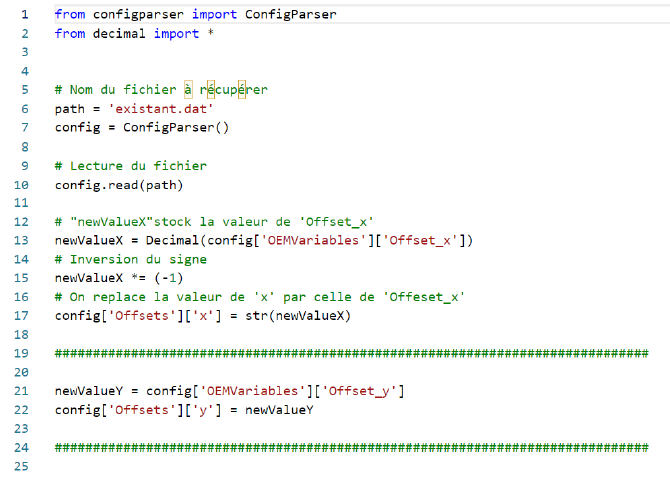 1 from configparser import ConfigParser
2 from decimal import *
3
4
5 # Nom du fichier à récupérer
6 path = 'existant.dat'
7 config = ConfigParser()
8
9 # Lecture du fichier
10 config.read(path)
11
12 # "newValueX"stock la valeur de 'Offset_x'
13 newValueX = Decimal(config['OEMVariables']['Offset_x'])
14 # Inversion du signe
15 newValueX *= (-1)
16 # On replace la valeur de 'x' par celle de 'Offeset_x'
17 config['Offsets']['x'] = str(newValueX)
18
19 ##############################################################################
20
21 newValueY = config['OEMVariables']['Offset_y']
22 config['Offsets']['y'] = newValueY
23
24 ##############################################################################
25